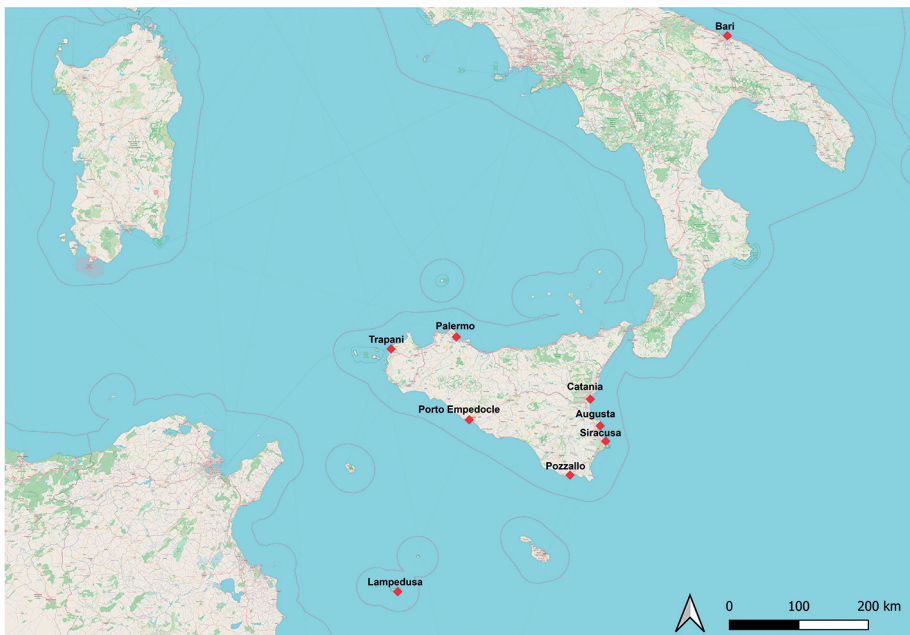 Bari
Palermo
Trapani
Catania
Porto Empedocle
Augusta
Siracusa
Pozzallo
Lampedusa
0 100 200 km